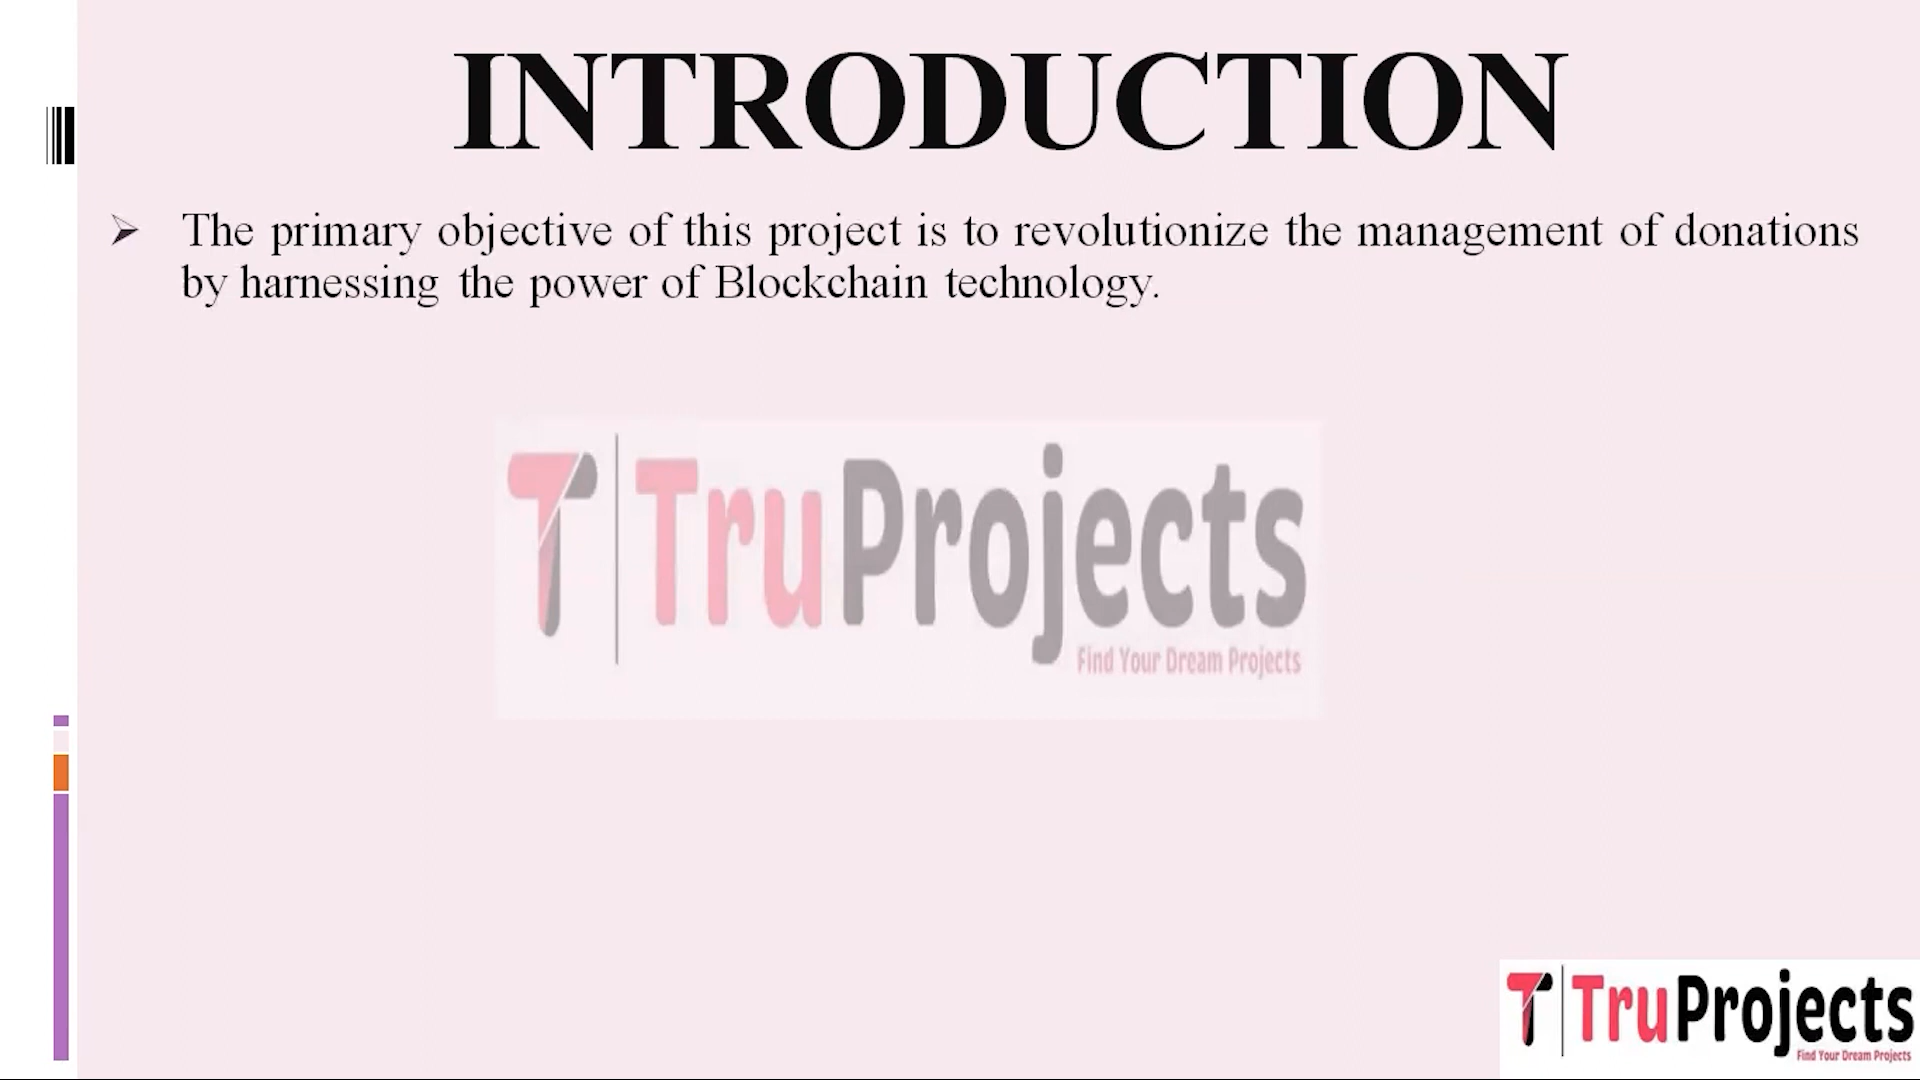 INTRODUCTION
The primary objective of this project is to revolutionize the management of donations
by harnessing the power of Blockchain technology.
TruProjects
Find Your Dream Projects
TruProjects
Find Your Dream Projects